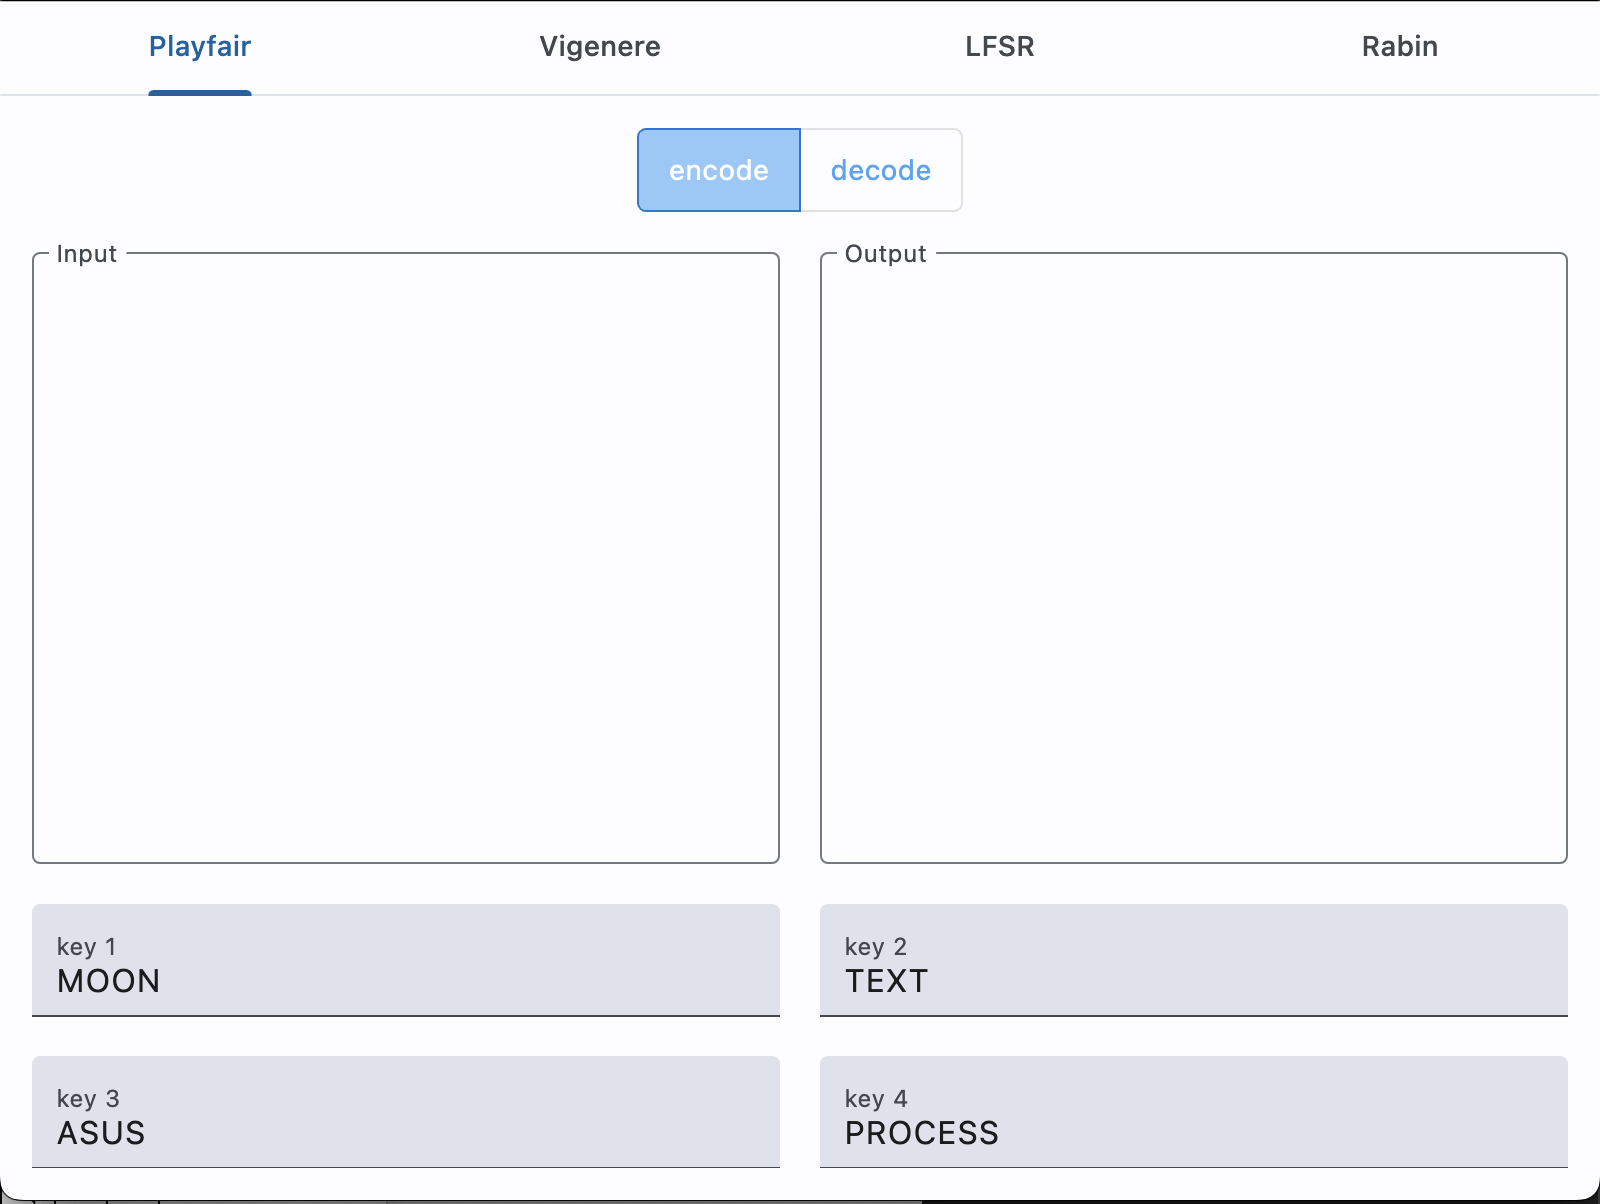 Playfair Vigenere LFSR Rabin
encode decode
Input Output
key 1 key 2
MOON TEXT
key 3 key 4
ASUS PROCESS